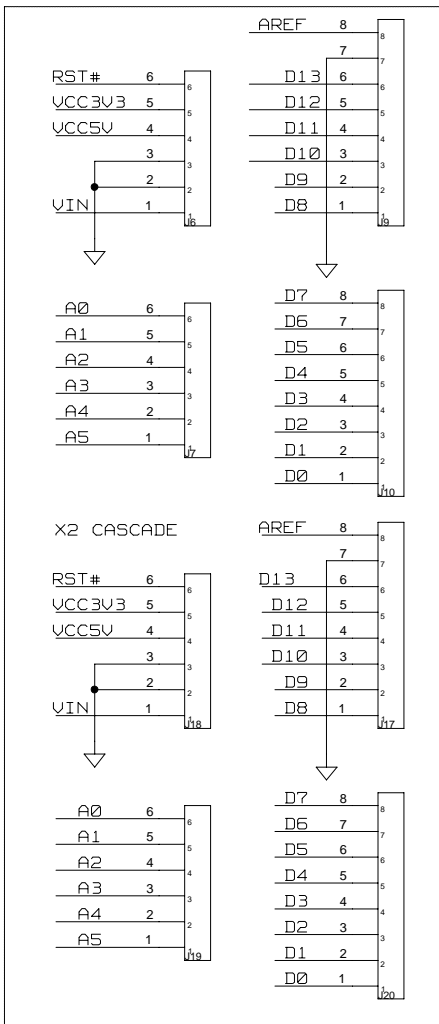 RST# 6 6
VCC3V3 5 5
VCC5V 4 4
3 3
2 2
VIN 1 1
J6
AREF 8 8
7 7
D13 6 6
D12 5 5
D11 4 4
D10 3 3
D9 2 2
D8 1 1
J9
A0 6 6
A1 5 5
A2 4 4
A3 3 3
A4 2 2
A5 1 1
J7
D7 8 8
D6 7 7
D5 6 6
D4 5 5
D3 4 4
D2 3 3
D1 2 2
D0 1 1
J10
X2 CASCADE
RST# 6 6
VCC3V3 5 5
VCC5V 4 4
3 3
2 2
VIN 1 1
J18
AREF 8 8
7 7
D13 6 6
D12 5 5
D11 4 4
D10 3 3
D9 2 2
D8 1 1
J17
A0 6 6
A1 5 5
A2 4 4
A3 3 3
A4 2 2
A5 1 1
J19
D7 8 8
D6 7 7
D5 6 6
D4 5 5
D3 4 4
D2 3 3
D1 2 2
D0 1 1
J20